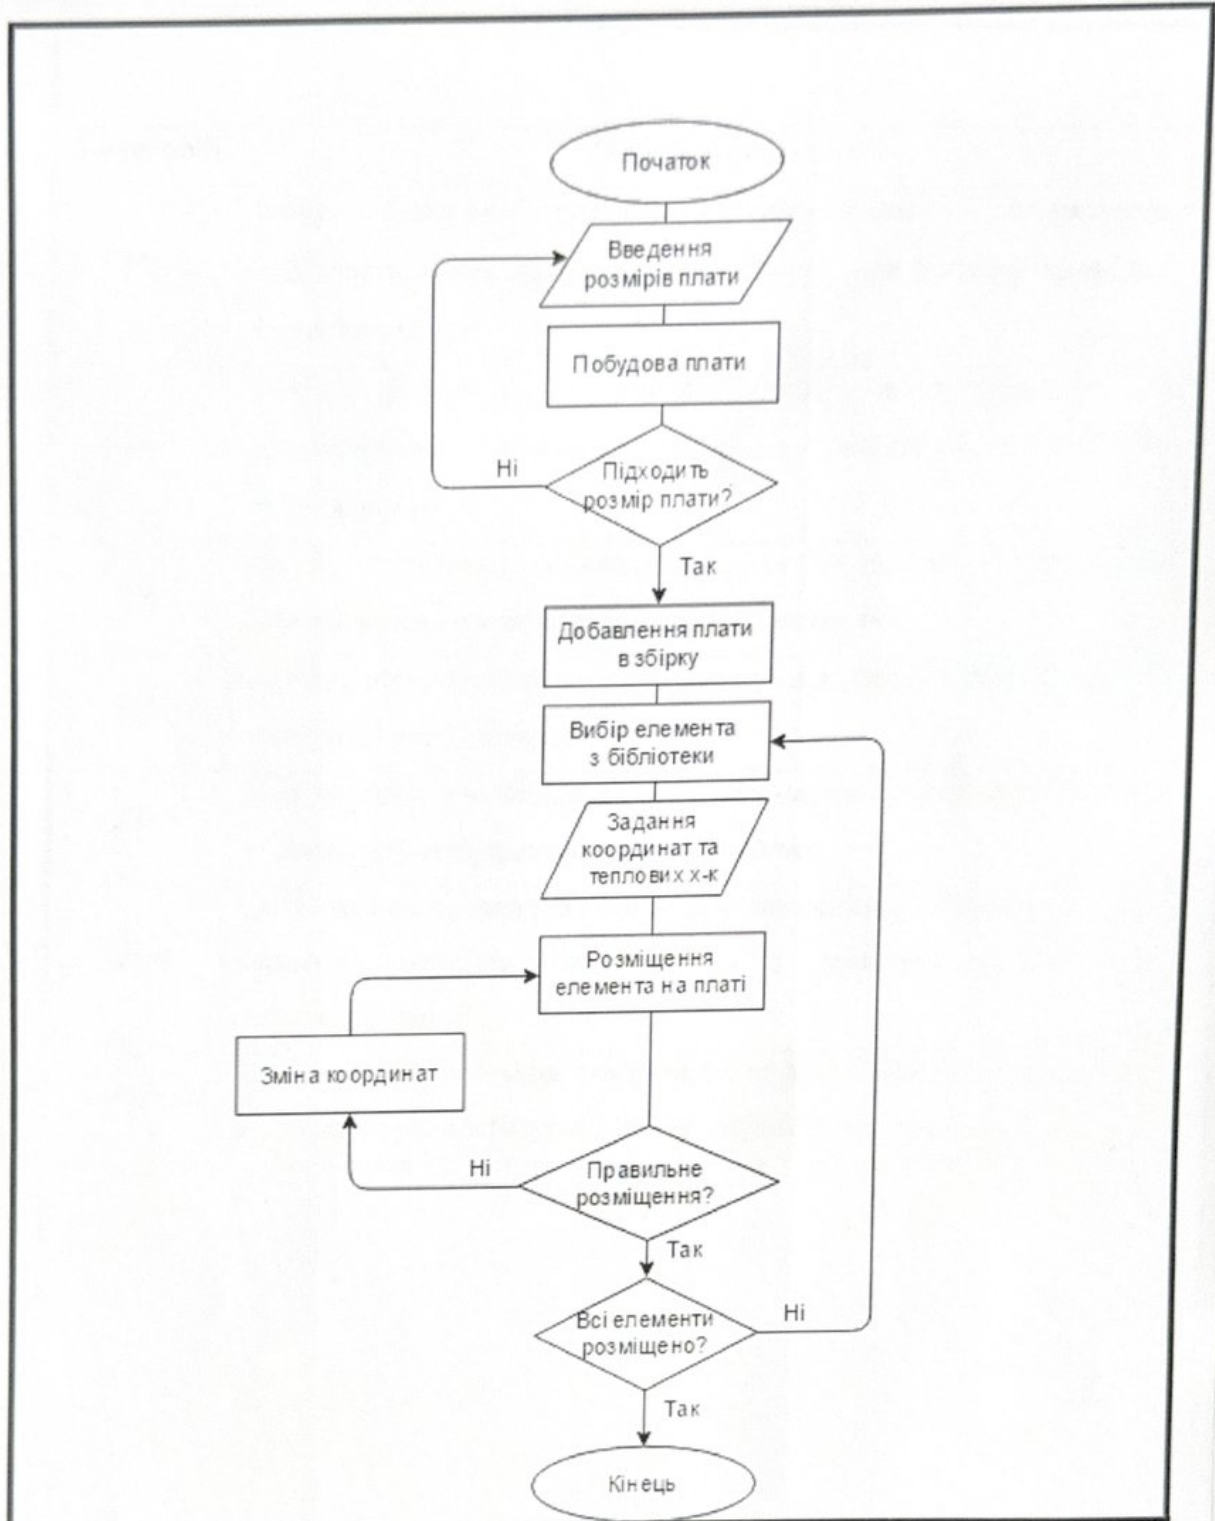 Початок
Введення
розмірів плати
Побудова плати
Ні
Підходить
розмір плати?
Так
Добавлення плати
в збірку
Вибір елемента
з бібліотеки
Задання
координат та
теплових х-к
Розміщення
елемента на платі
Зміна координат
Ні
Правильне
розміщення?
Так
Всі елементи
розміщено?
Ні
Так
Кінець